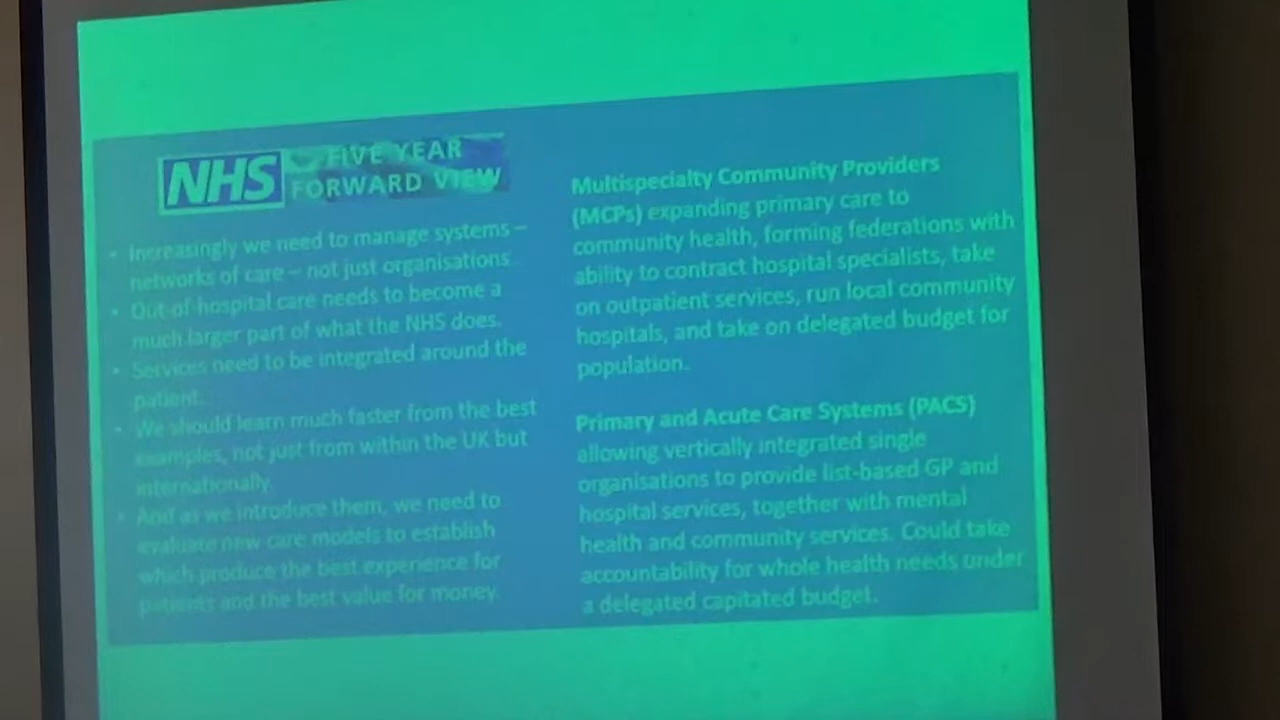 NHS FIVE YEAR
FORWARD VIEW
• Increasingly we need to manage systems –
networks of care – not just organisations
• Out-of-hospital care needs to become a
much larger part of what the NHS does.
• Services need to be integrated around the
patient.
• We should learn much faster from the best
examples, not just from within the UK but
internationally.
• And as we introduce them, we need to
evaluate new care models to establish
which produce the best experience for
patients and the best value for money.
Multispecialty Community Providers
(MCPs) expanding primary care to
community health, forming federations with
ability to contract hospital specialists, take
on outpatient services, run local community
hospitals, and take on delegated budget for
population.
Primary and Acute Care Systems (PACS)
allowing vertically integrated single
organisations to provide list-based GP and
hospital services, together with mental
health and community services. Could take
accountability for whole health needs under
a delegated capitated budget.